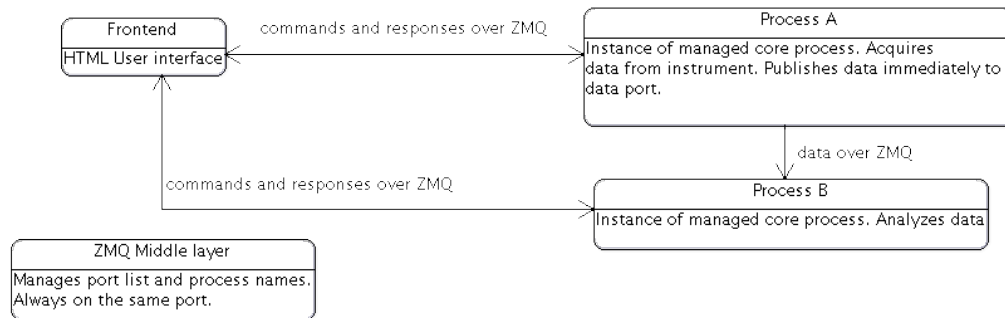 Frontend
HTML User interface
commands and responses over ZMQ
Process A
Instance of managed core process. Acquires
data from instrument. Publishes data immediately to
data port.
data over ZMQ
commands and responses over ZMQ
Process B
Instance of managed core process. Analyzes data
ZMQ Middle layer
Manages port list and process names.
Always on the same port.